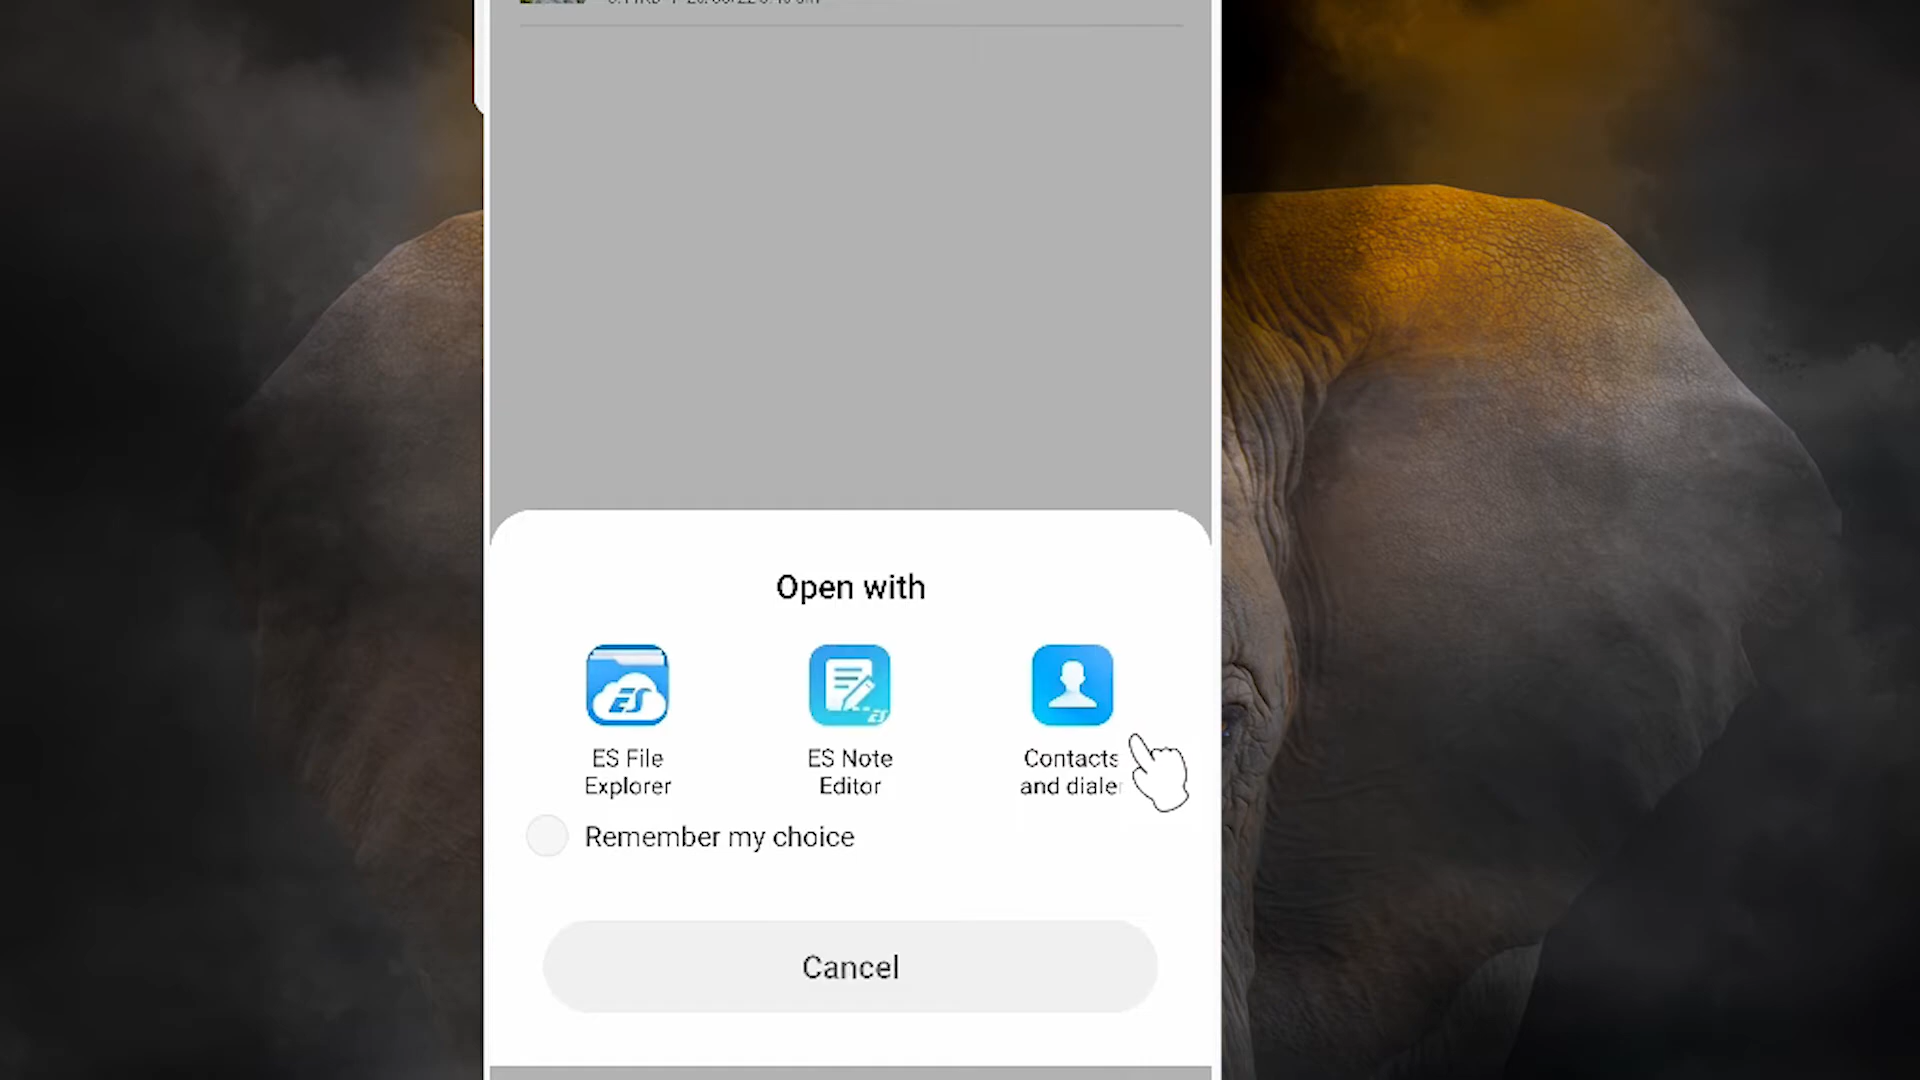 Open with
ES File
Explorer
ES Note
Editor
Contacts
and dialer
Remember my choice
Cancel